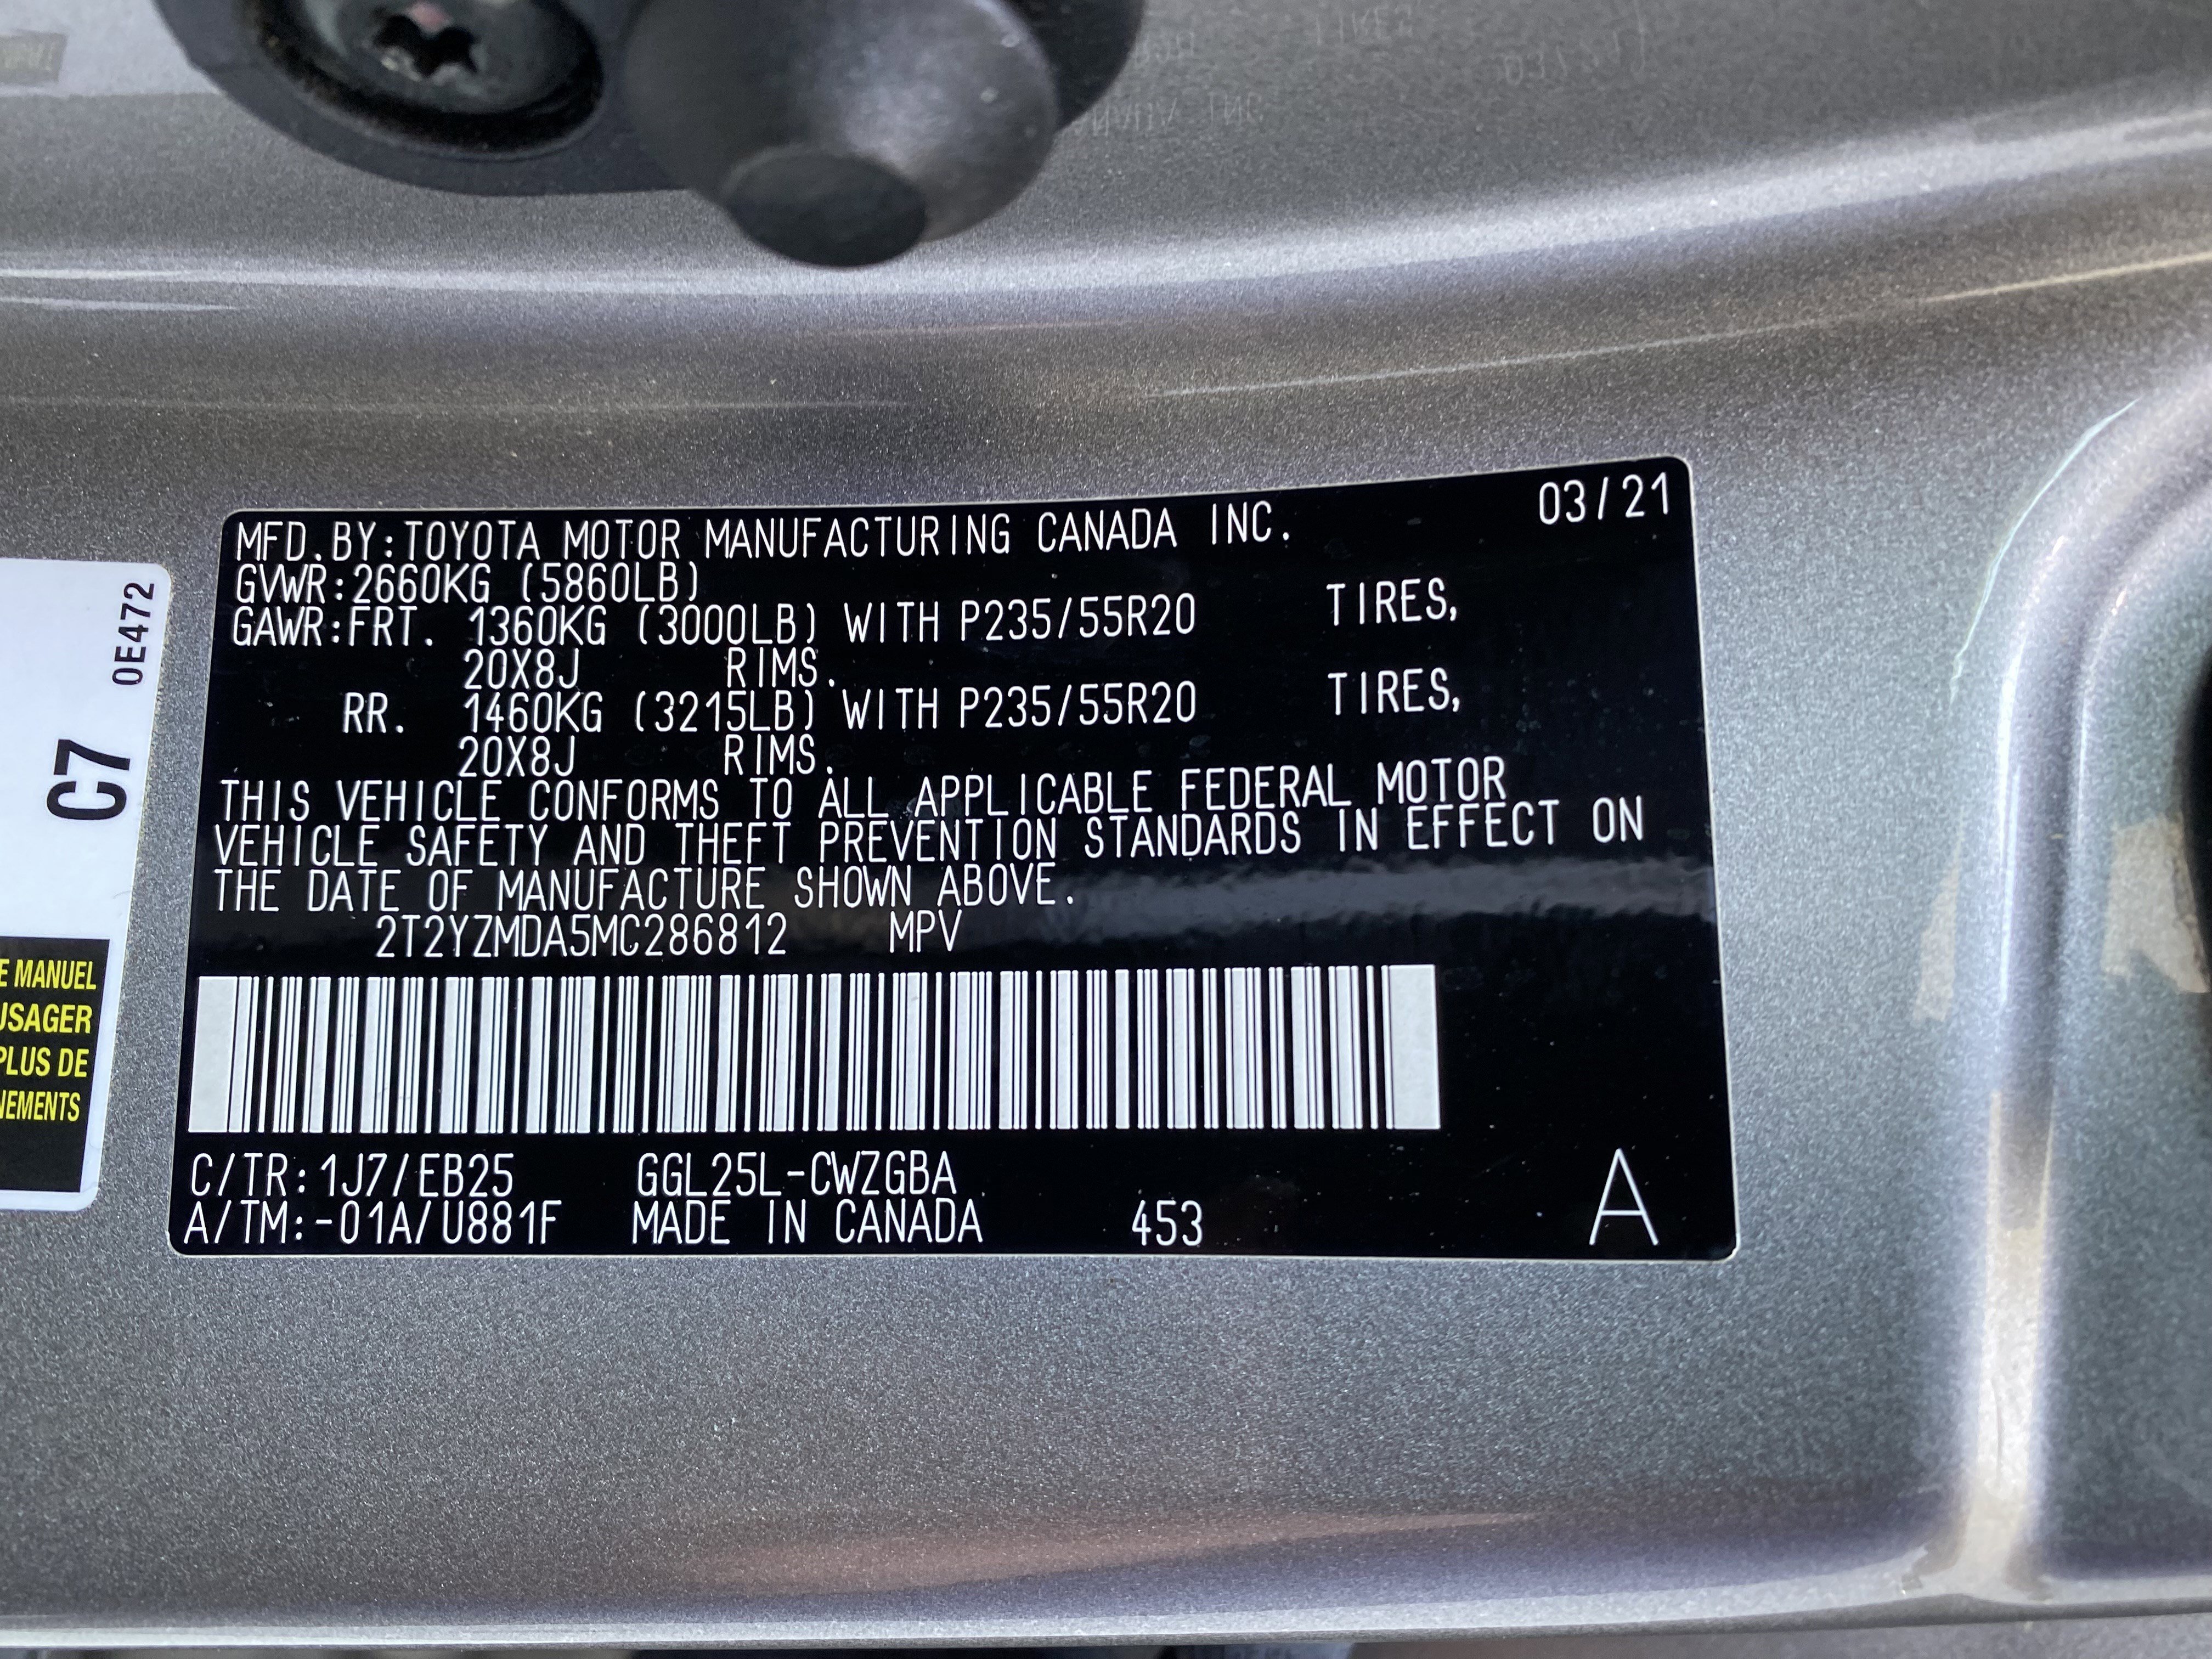 MFD.BY:TOYOTA MOTOR MANUFACTURING CANADA INC. 03/21
GVWR:2660KG (5860LB)
GAWR:FRT. 1360KG (3000LB) WITH P235/55R20 TIRES,
20X8J RIMS.
RR. 1460KG (3215LB) WITH P235/55R20 TIRES,
20X8J RIMS.
THIS VEHICLE CONFORMS TO ALL APPLICABLE FEDERAL MOTOR
VEHICLE SAFETY AND THEFT PREVENTION STANDARDS IN EFFECT ON
THE DATE OF MANUFACTURE SHOWN ABOVE.
2T2YZMDA5MC286812 MPV
C/TR:1J7/EB25 GGL25L-CWZGBA
A/TM:-01A/U881F MADE IN CANADA 453 A
0E472
C7
E MANUEL
USAGER
PLUS DE
NEMENTS